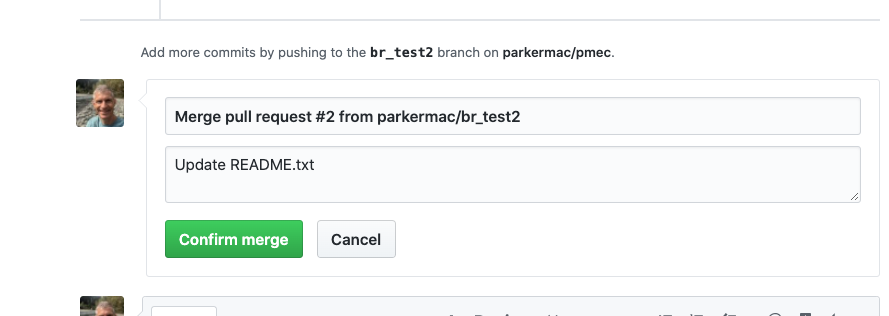 Add more commits by pushing to the br_test2 branch on parkermac/pmec.
Merge pull request #2 from parkermac/br_test2
Update README.txt
Confirm merge
Cancel